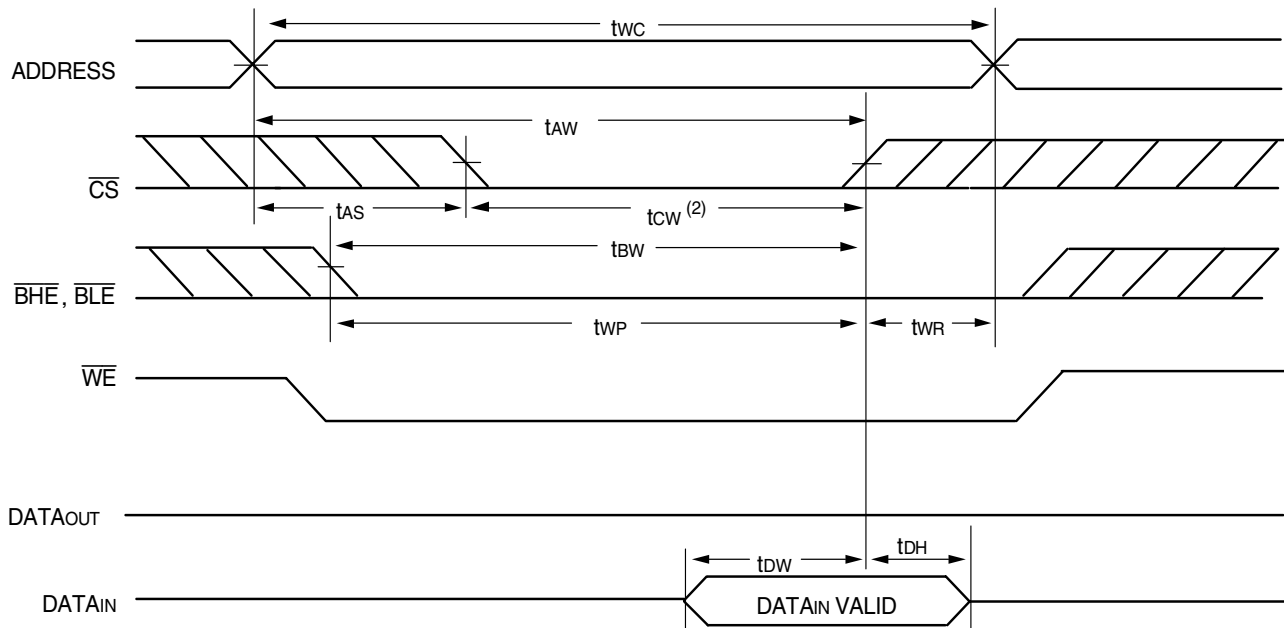 tWC
ADDRESS
tAW
CS
tAS
tCW (2)
tBW
BHE, BLE
tWP
tWR
WE
DATAOUT
tDW
tDH
DATAIN
DATAIN VALID